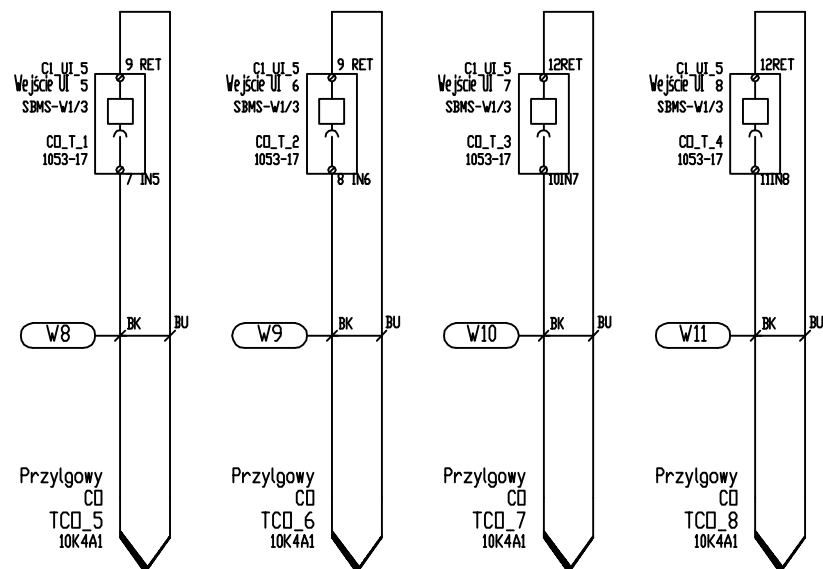 C1_UI_5
9 RET
Wejście UI 5
SBMS-W1/3
CO_T_1
1053-17
7 IN5
W8
BK
BU
Przylgowy
CO
TCO_5
10K4A1
C1_UI_5
9 RET
Wejście UI 6
SBMS-W1/3
CO_T_2
1053-17
8 IN6
W9
BK
BU
Przylgowy
CO
TCO_6
10K4A1
C1_UI_5
12RET
Wejście UI 7
SBMS-W1/3
CO_T_3
1053-17
10IN7
W10
BK
BU
Przylgowy
CO
TCO_7
10K4A1
C1_UI_5
12RET
Wejście UI 8
SBMS-W1/3
CO_T_4
1053-17
11IN8
W11
BK
BU
Przylgowy
CO
TCO_8
10K4A1